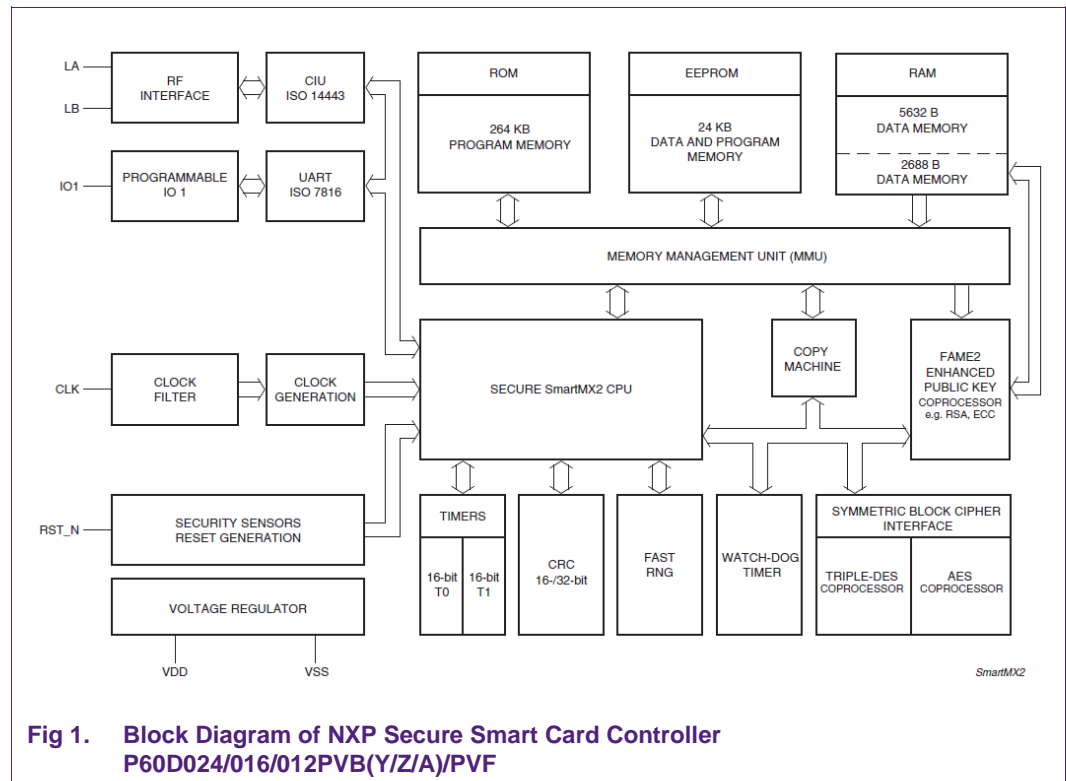 LA
LB
RF
INTERFACE
CIU
ISO 14443
IO1
PROGRAMMABLE
IO 1
UART
ISO 7816
ROM
264 KB
PROGRAM MEMORY
EEPROM
24 KB
DATA AND PROGRAM
MEMORY
RAM
5632 B
DATA MEMORY
2688 B
DATA MEMORY
MEMORY MANAGEMENT UNIT (MMU)
CLK
CLOCK
FILTER
CLOCK
GENERATION
SECURE SmartMX2 CPU
COPY
MACHINE
FAME2
ENHANCED
PUBLIC KEY
COPROCESSOR
e.g. RSA, ECC
RST_N
SECURITY SENSORS
RESET GENERATION
VOLTAGE REGULATOR
VDD
VSS
TIMERS
16-bit
T0
16-bit
T1
CRC
16-/32-bit
FAST
RNG
WATCH-DOG
TIMER
SYMMETRIC BLOCK CIPHER
INTERFACE
TRIPLE-DES
COPROCESSOR
AES
COPROCESSOR
SmartMX2
Fig 1. Block Diagram of NXP Secure Smart Card Controller
P60D024/016/012PVB(Y/Z/A)/PVF